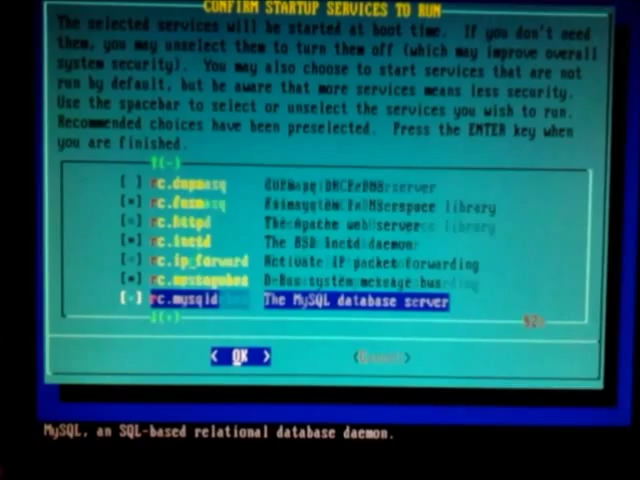 CONFIRM STARTUP SERVICES TO RUN
The selected services will be started at boot time. If you don't need
them, you may unselect them to turn them off (which may improve overall
system security). You may also choose to start services that are not
run by default, but be aware that more services means less security.
Use the spacebar to select or unselect the services you wish to run.
Recommended choices have been preselected. Press the ENTER key when
you are finished.
↑(-)
[ ] rc.dnsmasq server
[*] rc.fuse library
rc.httpd The Apache web server
[*] rc.inetd The BSD Inetd daemon
rc.ip_forward Activate IP packet forwarding
[*] rc.messagebus D-Bus system message bus
rc.mysqld The MySQL database server
↓(+)
< OK > <Cancel>
MySQL, an SQL-based relational database daemon.